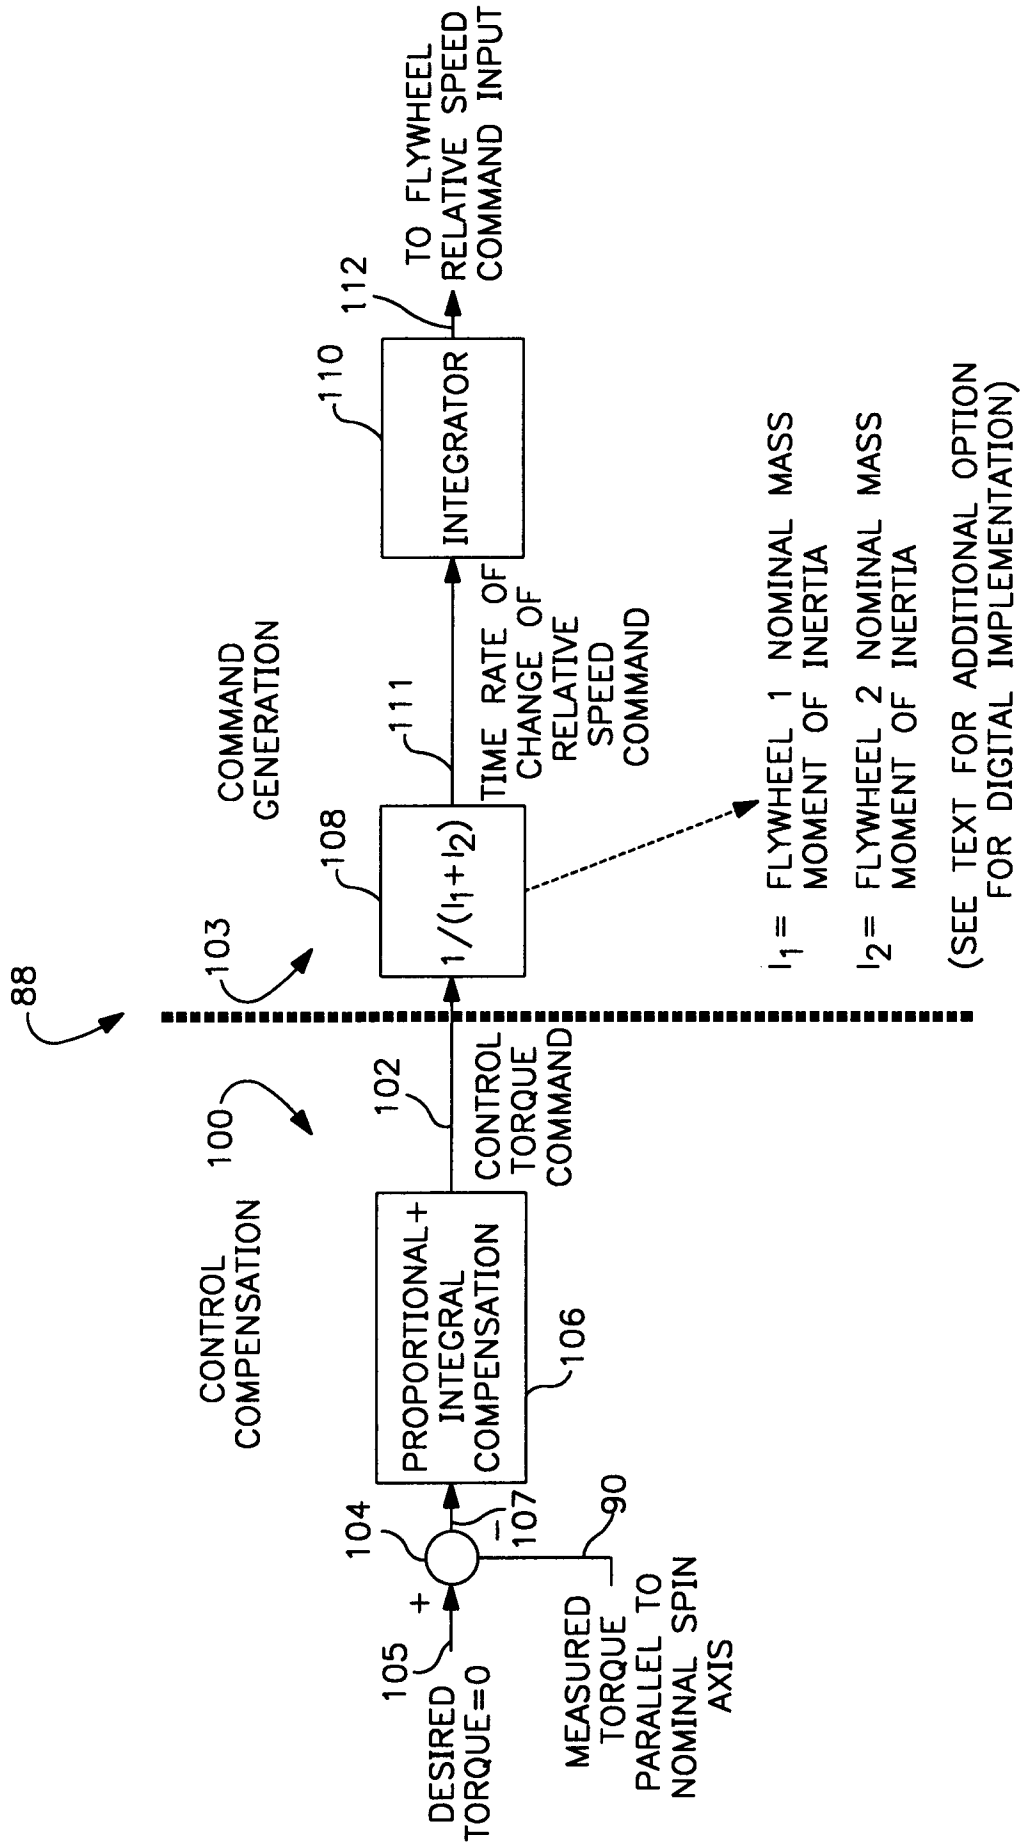 88
100
103
CONTROL
COMPENSATION
COMMAND
GENERATION
DESIRED
TORQUE=0
105
+
104
−
107
MEASURED
TORQUE
PARALLEL TO
NOMINAL SPIN
AXIS
90
PROPORTIONAL+
INTEGRAL
COMPENSATION
106
102
CONTROL
TORQUE
COMMAND
108
1/(I1+I2)
111
TIME RATE OF
CHANGE OF
RELATIVE
SPEED
COMMAND
110
INTEGRATOR
112
TO FLYWHEEL
RELATIVE SPEED
COMMAND INPUT
I1= FLYWHEEL 1 NOMINAL MASS
MOMENT OF INERTIA
I2= FLYWHEEL 2 NOMINAL MASS
MOMENT OF INERTIA
(SEE TEXT FOR ADDITIONAL OPTION
FOR DIGITAL IMPLEMENTATION)